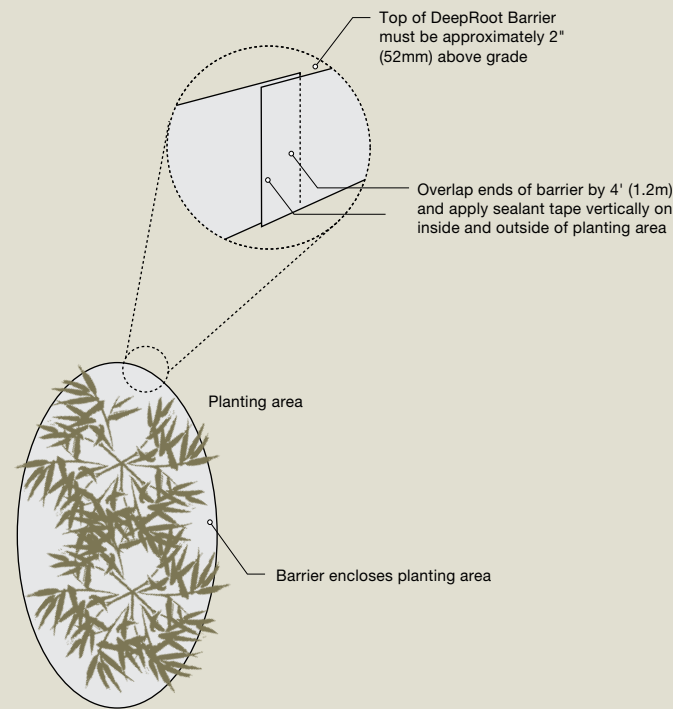 Top of DeepRoot Barrier
must be approximately 2"
(52mm) above grade
Overlap ends of barrier by 4' (1.2m)
and apply sealant tape vertically on
inside and outside of planting area
Planting area
Barrier encloses planting area